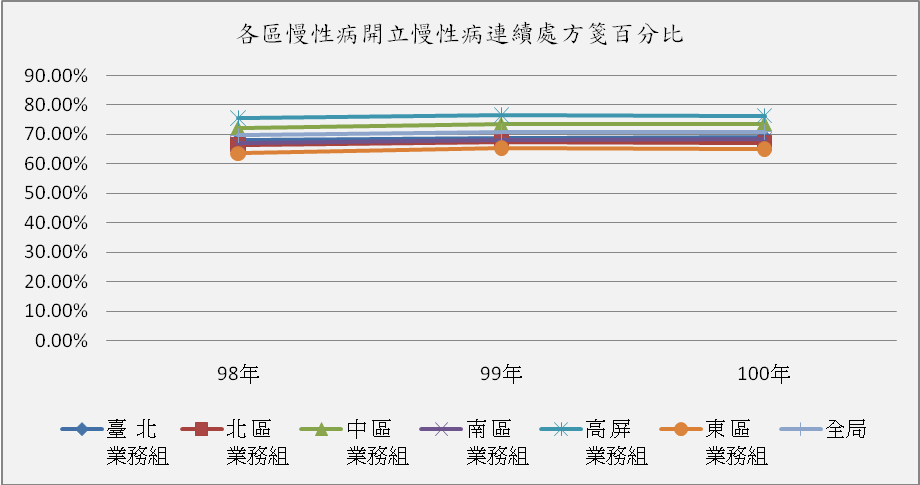 各區慢性病開立慢性病連續處方箋百分比
90.00%
80.00%
70.00%
60.00%
50.00%
40.00%
30.00%
20.00%
10.00%
0.00%
98年 99年 100年
臺 北 北 區 中 區 南 區 高 屏 東 區 全局
業務組 業務組 業務組 業務組 業務組 業務組